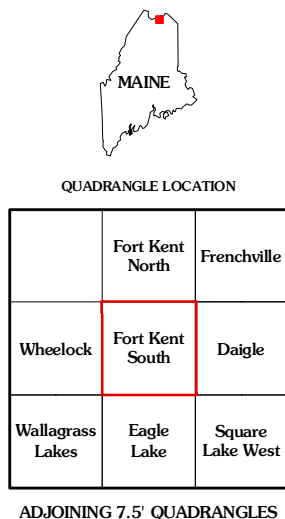 MAINE
QUADRANGLE LOCATION
Fort Kent
North
Frenchville
Wheelock
Fort Kent
South
Daigle
Wallagrass
Lakes
Eagle
Lake
Square
Lake West
ADJOINING 7.5' QUADRANGLES